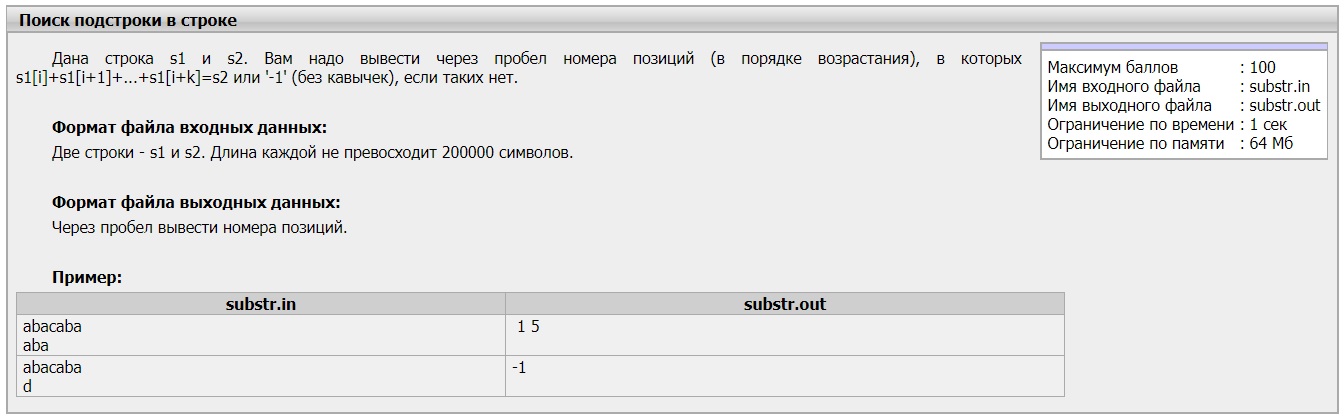 Поиск подстроки в строке
Дана строка s1 и s2. Вам надо вывести через пробел номера позиций (в порядке возрастания), в которых
s1[i]+s1[i+1]+...+s1[i+k]=s2 или '-1' (без кавычек), если таких нет.
Максимум баллов : 100
Имя входного файла : substr.in
Имя выходного файла : substr.out
Ограничение по времени : 1 сек
Ограничение по памяти : 64 Мб
Формат файла входных данных:
Две строки - s1 и s2. Длина каждой не превосходит 200000 символов.
Формат файла выходных данных:
Через пробел вывести номера позиций.
Пример:
substr.in substr.out
abacaba 1 5
aba
abacaba -1
d